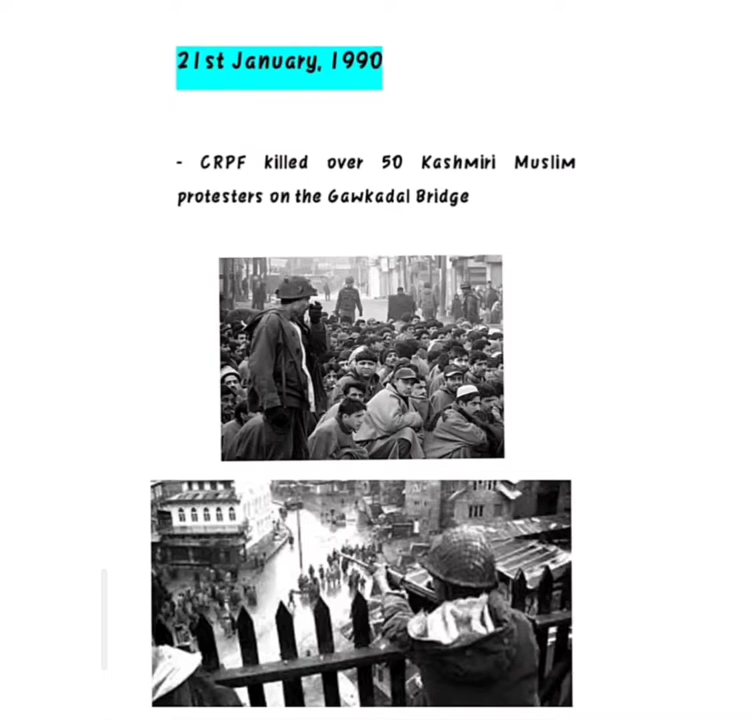 21st January, 1990
- CRPF killed over 50 Kashmiri Muslim
protesters on the Gawkadal Bridge